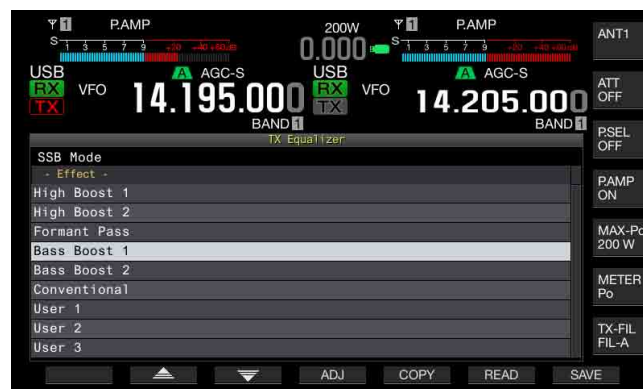 1 P.AMP 200W 1 P.AMP ANT1
S 1 3 5 7 9 +20 +40 +60dB 0.000 S 1 3 5 7 9 +20 +40 +60dB
USB A AGC-S USB A AGC-S ATT
RX VFO 14.195.000 RX VFO 14.205.000 OFF
TX TX
BAND 1 BAND 1 P.SEL
TX Equalizer OFF
SSB Mode
- Effect - P.AMP
High Boost 1 ON
High Boost 2
Formant Pass MAX-Po
Bass Boost 1 200 W
Bass Boost 2
Conventional METER
User 1 Po
User 2 TX-FIL
User 3 FIL-A
ADJ COPY READ SAVE